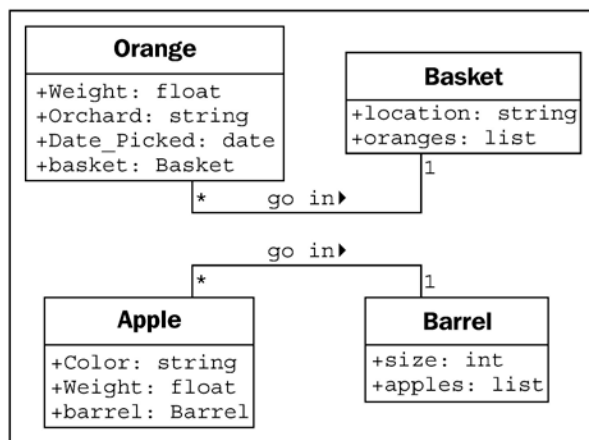 Orange
+Weight: float
+Orchard: string
+Date_Picked: date
+basket: Basket
Basket
+location: string
+oranges: list
* go in▶ 1
go in▶
* 1
Apple
+Color: string
+Weight: float
+barrel: Barrel
Barrel
+size: int
+apples: list